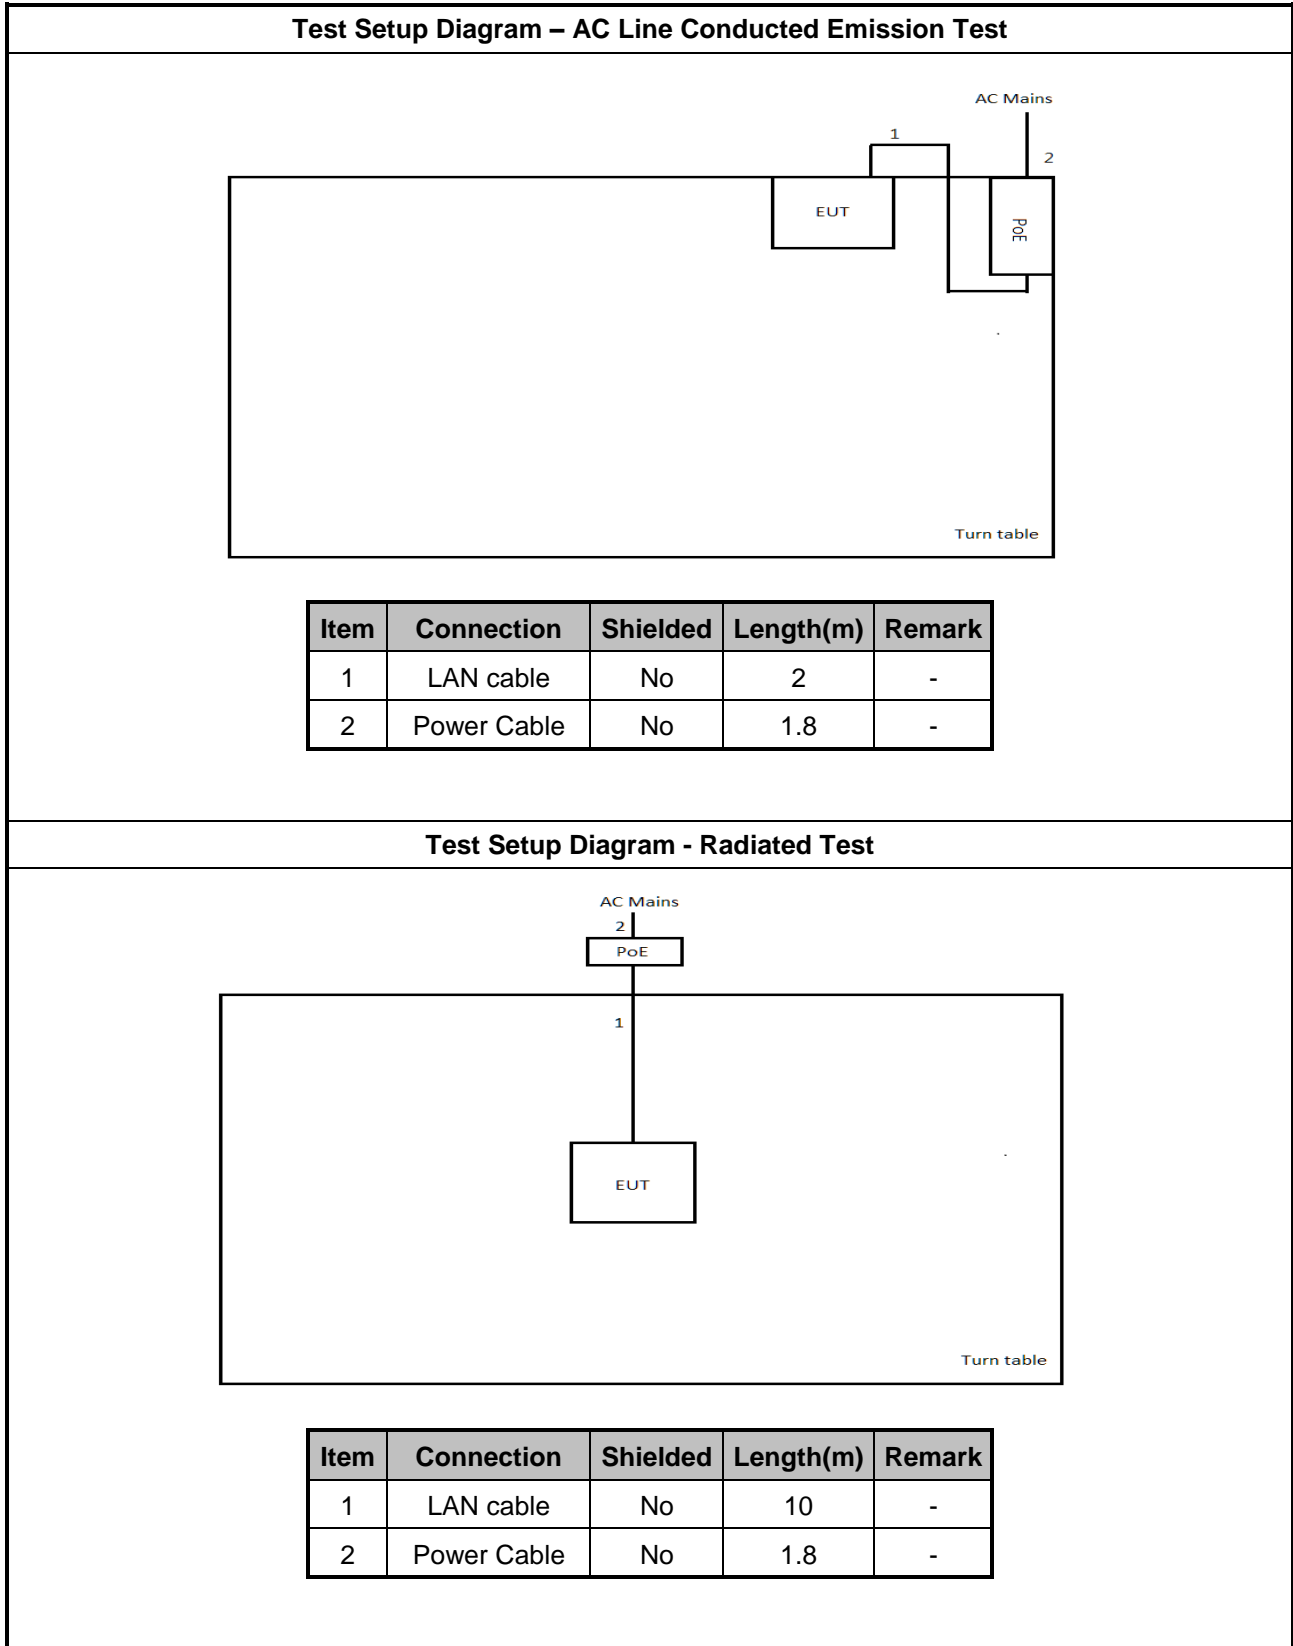 Test Setup Diagram – AC Line Conducted Emission Test
AC Mains
1
2
EUT
PoE
Turn table
Item Connection Shielded Length(m) Remark
1 LAN cable No 2 -
2 Power Cable No 1.8 -
Test Setup Diagram - Radiated Test
AC Mains
2
PoE
1
EUT
Turn table
Item Connection Shielded Length(m) Remark
1 LAN cable No 10 -
2 Power Cable No 1.8 -